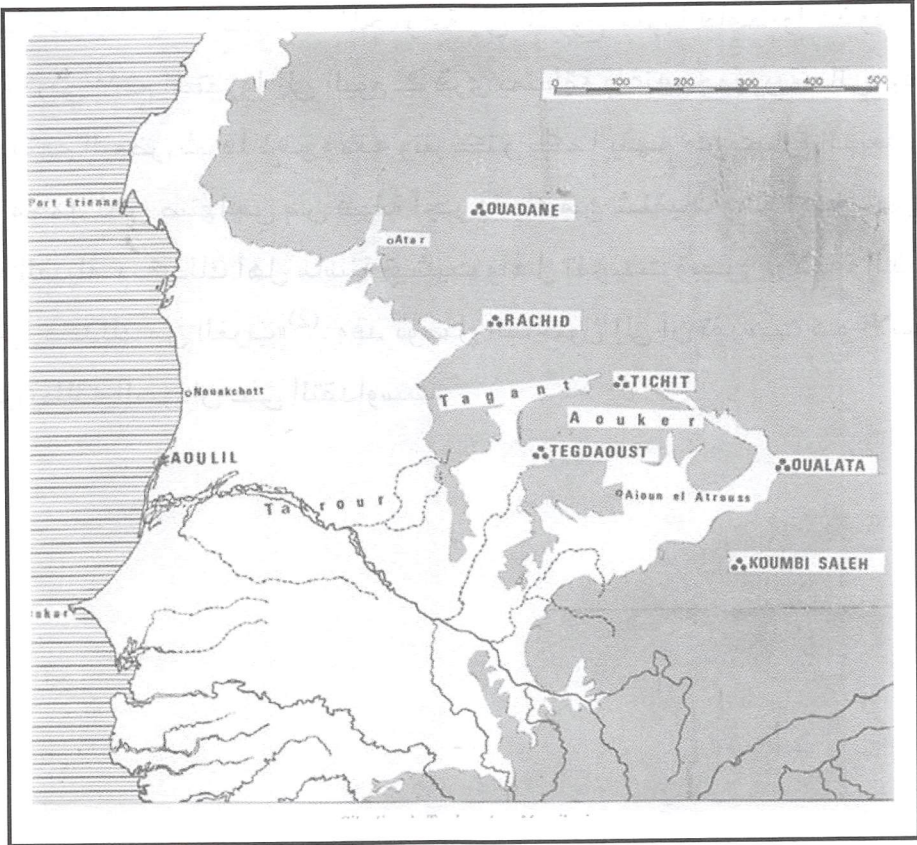 0 100 200 300 400 500
Port Etienne
OUADANE
Atar
RACHID
Tagant
TICHIT
Nouakchott
Aouker
AOULIL
TEGDAOUST
OUALATA
Takrour
Aioun el Atrouss
KOUMBI SALEH